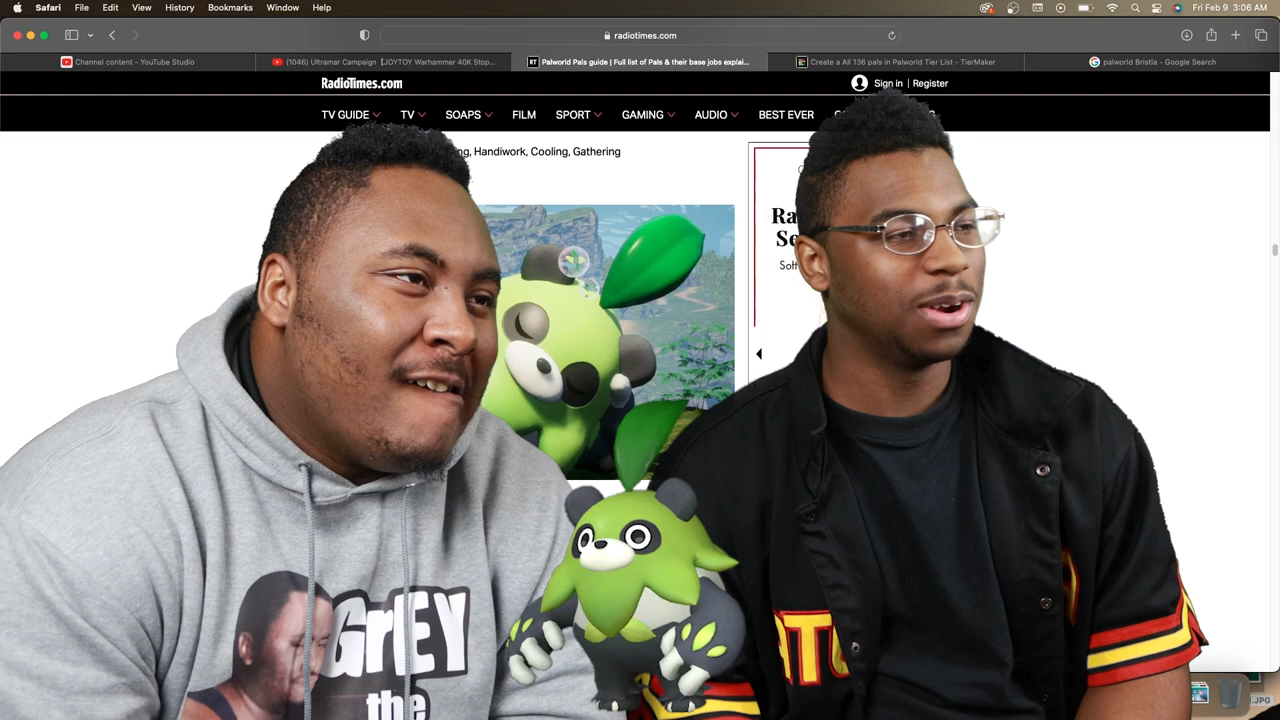 Safari File Edit View History Bookmarks Window Help Fri Feb 9 3:06 AM
radiotimes.com
Channel content - YouTube Studio
(1046) Ultramar Campaign【JOYTOY Warhammer 40K Stop...
Palworld Pals guide | Full list of Pals & their base jobs explai...
Create a All 136 pals in Palworld Tier List - TierMaker
palworld Bristla - Google Search
RadioTimes.com
Sign in | Register
TV GUIDE TV SOAPS FILM SPORT GAMING AUDIO BEST EVER
Handiwork, Cooling, Gathering
GrEY
the